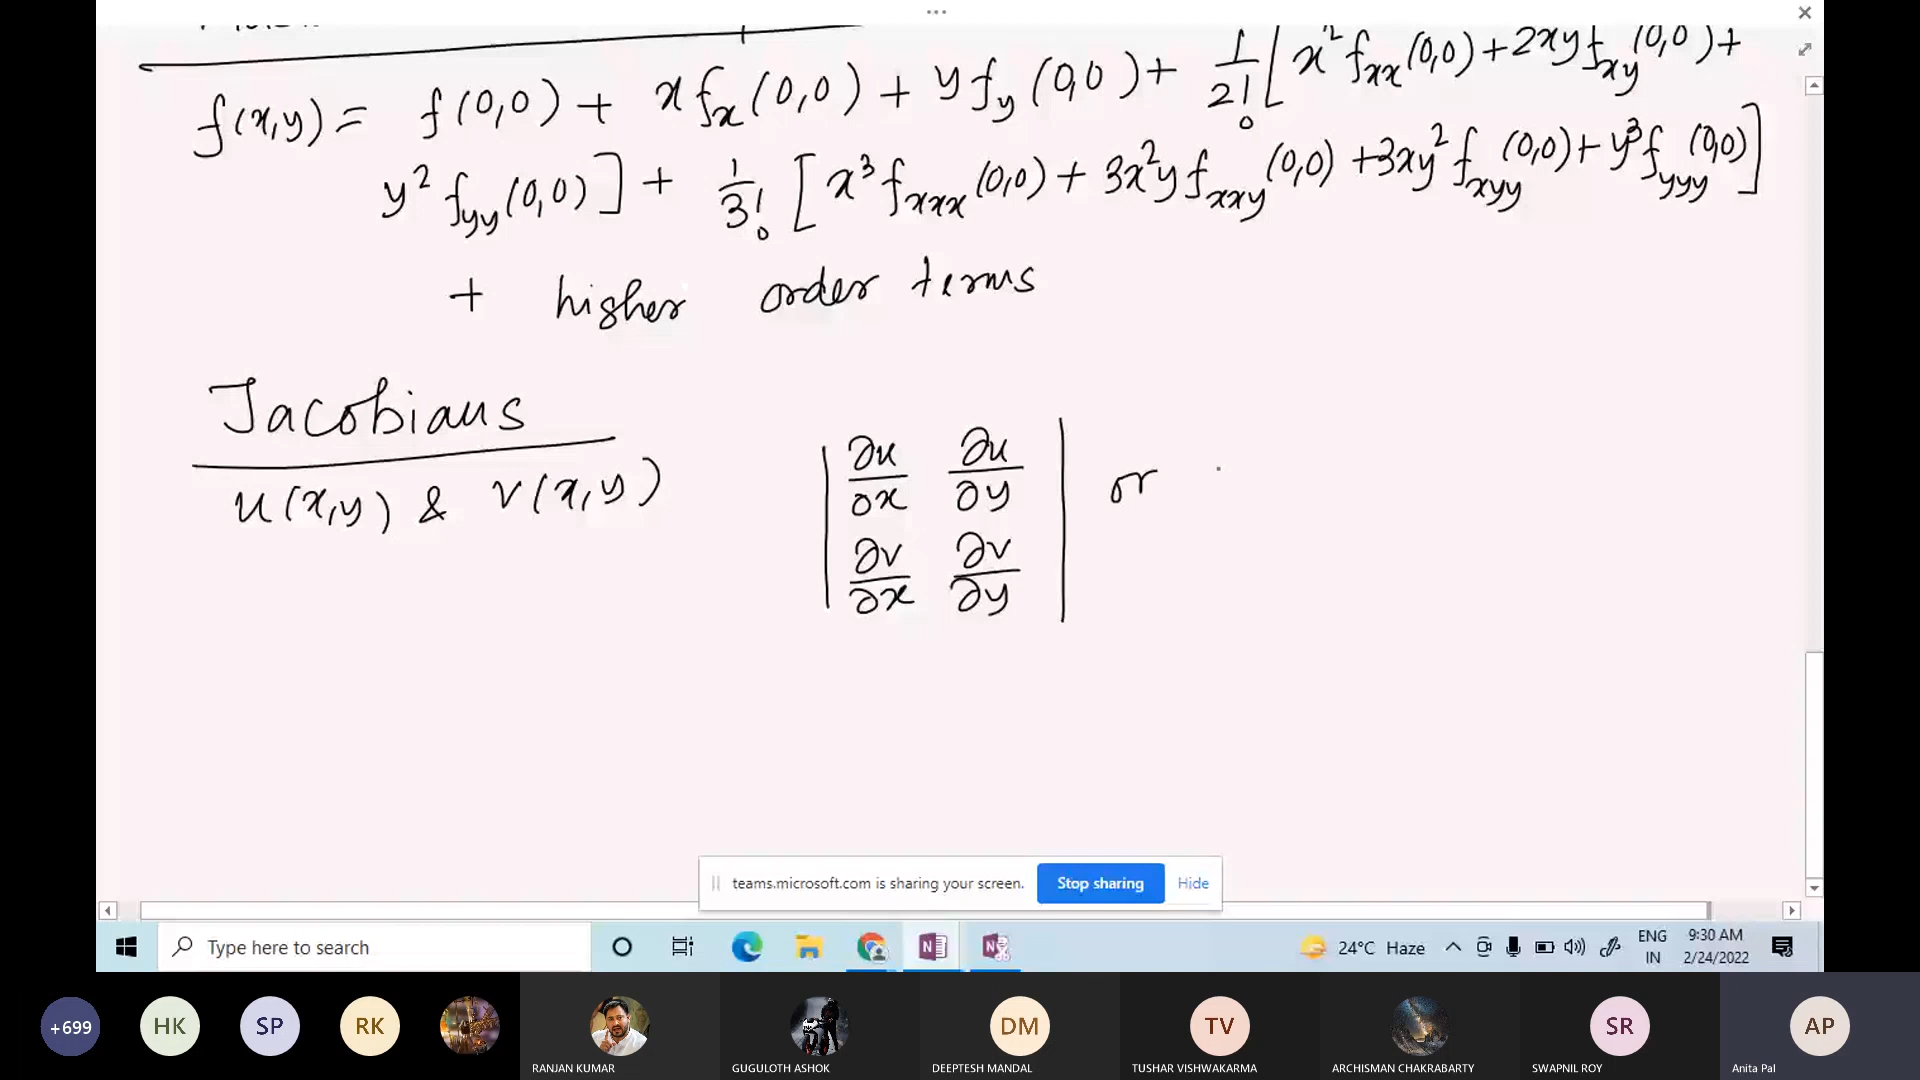 f(x,y) = f(0,0) + x fₓ(0,0) + y f_y(0,0) + 1/2! [x² f_xx(0,0) + 2xy f_xy(0,0) +
y² f_yy(0,0)] + 1/3! [x³ f_xxx(0,0) + 3x²y f_xxy(0,0) + 3xy² f_xyy(0,0) + y³ f_yyy(0,0)]
+ higher order terms
Jacobians
u(x,y) & v(x,y)
| ∂u/∂x ∂u/∂y | or
| ∂v/∂x ∂v/∂y |
teams.microsoft.com is sharing your screen. Stop sharing Hide
Type here to search
24°C Haze
ENG
IN
9:30 AM
2/24/2022
+699 HK SP RK DM TV SR AP
RANJAN KUMAR GUGULOTH ASHOK DEEPTESH MANDAL TUSHAR VISHWAKARMA ARCHISMAN CHAKRABARTY SWAPNIL ROY Anita Pal